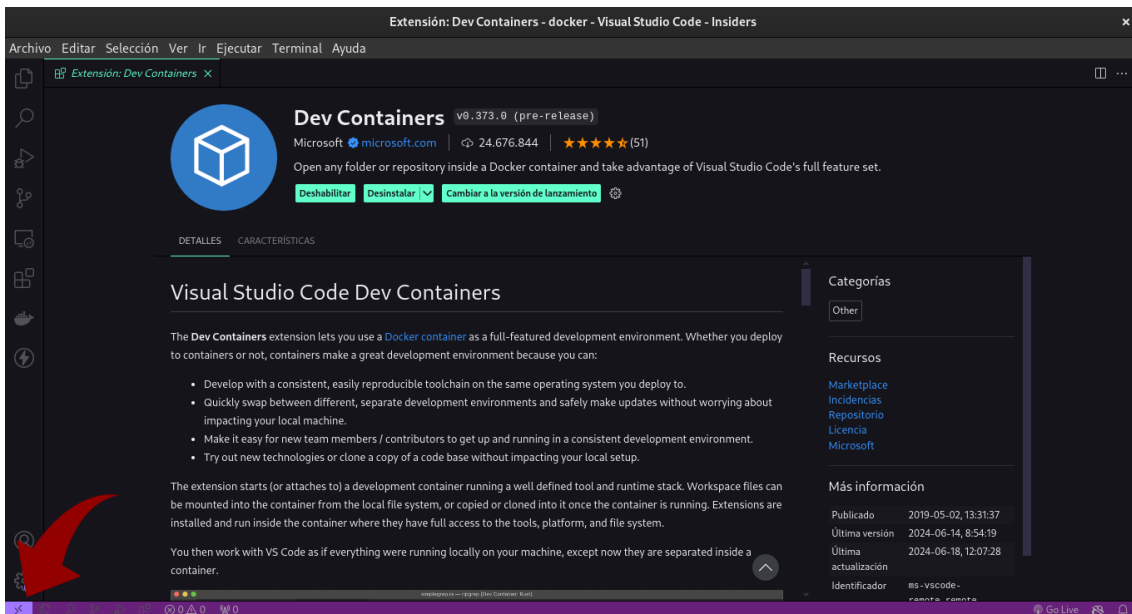 Extensión: Dev Containers - docker - Visual Studio Code - Insiders
Archivo Editar Selección Ver Ir Ejecutar Terminal Ayuda
Extensión: Dev Containers
Dev Containers v0.373.0 (pre-release)
Microsoft microsoft.com 24.676.844 (51)
Open any folder or repository inside a Docker container and take advantage of Visual Studio Code's full feature set.
Deshabilitar Desinstalar Cambiar a la versión de lanzamiento
DETALLES CARACTERÍSTICAS
Visual Studio Code Dev Containers
The Dev Containers extension lets you use a Docker container as a full-featured development environment. Whether you deploy
to containers or not, containers make a great development environment because you can:
• Develop with a consistent, easily reproducible toolchain on the same operating system you deploy to.
• Quickly swap between different, separate development environments and safely make updates without worrying about
impacting your local machine.
• Make it easy for new team members / contributors to get up and running in a consistent development environment.
• Try out new technologies or clone a copy of a code base without impacting your local setup.
The extension starts (or attaches to) a development container running a well defined tool and runtime stack. Workspace files can
be mounted into the container from the local file system, or copied or cloned into it once the container is running. Extensions are
installed and run inside the container where they have full access to the tools, platform, and file system.
You then work with VS Code as if everything were running locally on your machine, except now they are separated inside a
container.
Categorías
Other
Recursos
Marketplace
Incidencias
Repositorio
Licencia
Microsoft
Más información
Publicado 2019-05-02, 13:31:37
Última versión 2024-06-14, 8:54:19
Última 2024-06-18, 12:07:28
actualización
Identificador ms-vscode-
0 0 0 Go Live